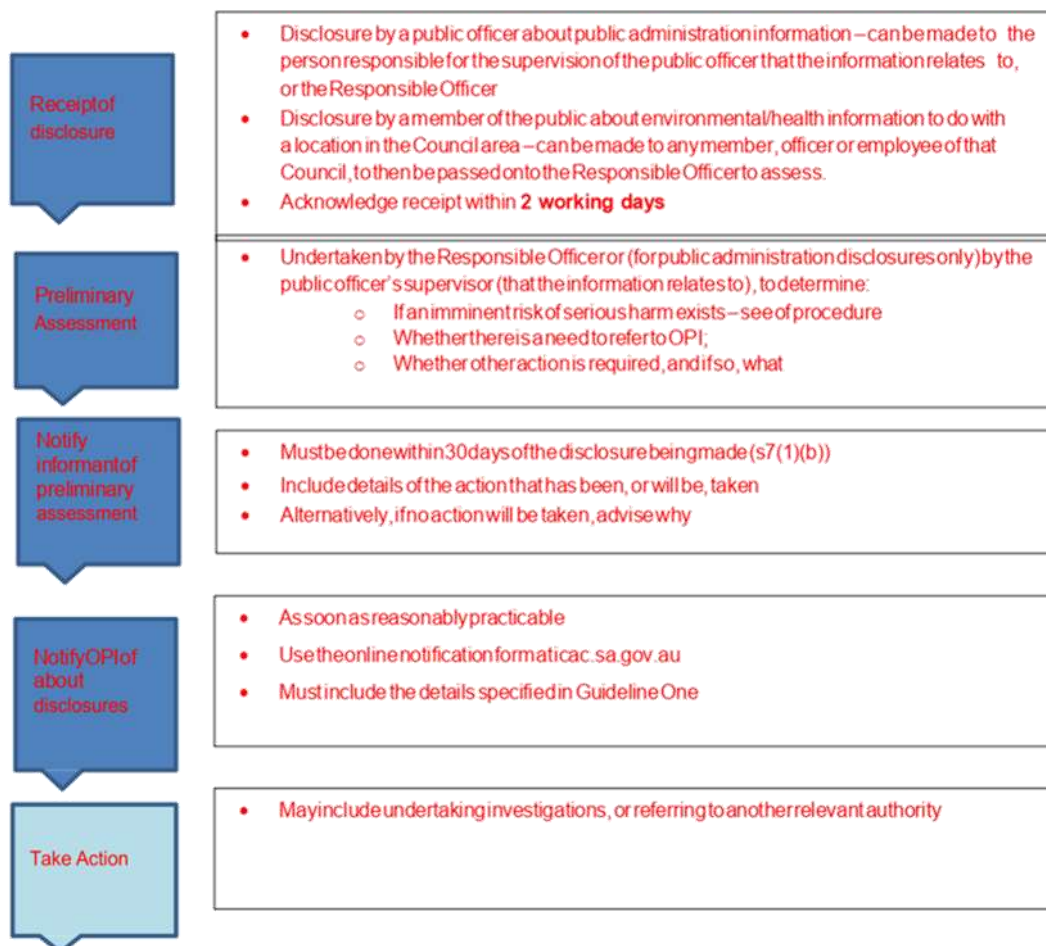 Receiptof
disclosure
• Disclosure by a public officer about public administration information – can be made to the
person responsible for the supervision of the public officer that the information relates to,
or the Responsible Officer
• Disclosure by a member of the public about environmental/health information to do with
a location in the Council area – can be made to any member, officer or employee of that
Council, to then be passed onto the Responsible Officer to assess.
• Acknowledge receipt within 2 working days
Preliminary
Assessment
• Undertaken by the Responsible Officer or (for public administration disclosures only) by the
public officer's supervisor (that the information relates to), to determine:
o If an imminent risk of serious harm exists – see of procedure
o Whether there is a need to refer to OPI;
o Whether other action is required, and if so, what
Notify
informantof
preliminary
assessment
• Must be done within 30 days of the disclosure being made (s7(1)(b))
• Include details of the action that has been, or will be, taken
• Alternatively, if no action will be taken, advise why
NotifyOPIof
about
disclosures
• As soon as reasonably practicable
• Use the online notification form at icac.sa.gov.au
• Must include the details specified in Guideline One
Take Action
• May include undertaking investigations, or referring to another relevant authority